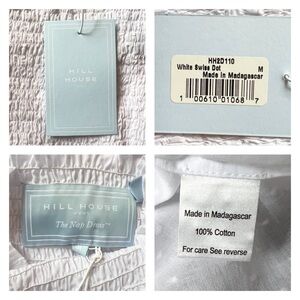 HILL
HOUSE
HH2D110
White Swiss Dot M
Made in Madagascar
1 00610 01068 7
HILL HOUSE
The Nap Dress™
Made in Madagascar
100% Cotton
For care See reverse